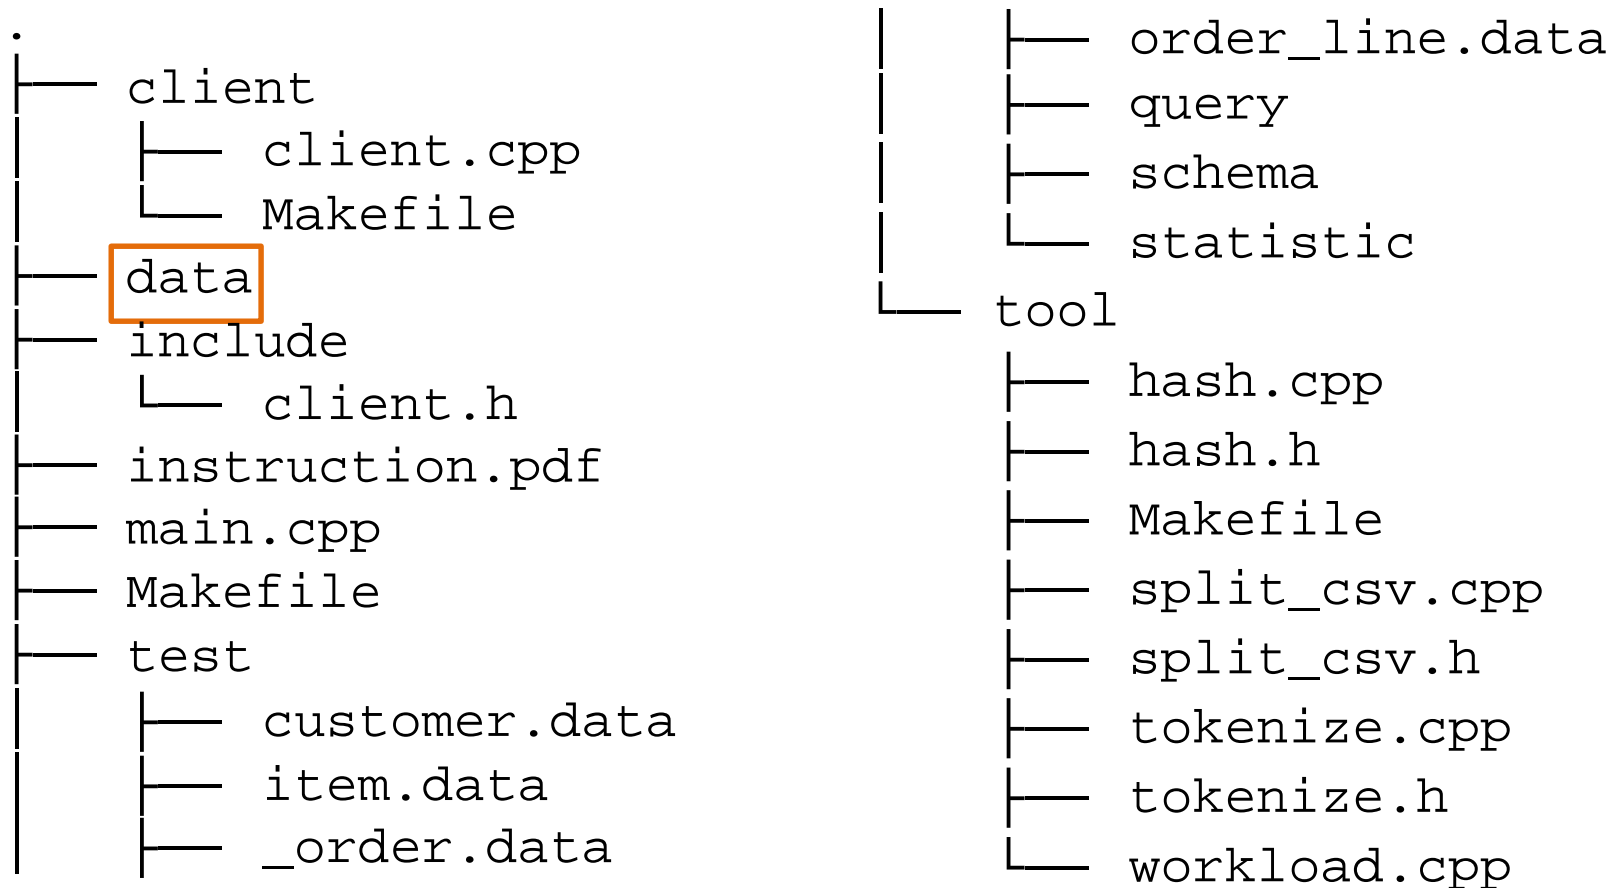 .
client
client.cpp
Makefile
data
include
client.h
instruction.pdf
main.cpp
Makefile
test
customer.data
item.data
_order.data
order_line.data
query
schema
statistic
tool
hash.cpp
hash.h
Makefile
split_csv.cpp
split_csv.h
tokenize.cpp
tokenize.h
workload.cpp